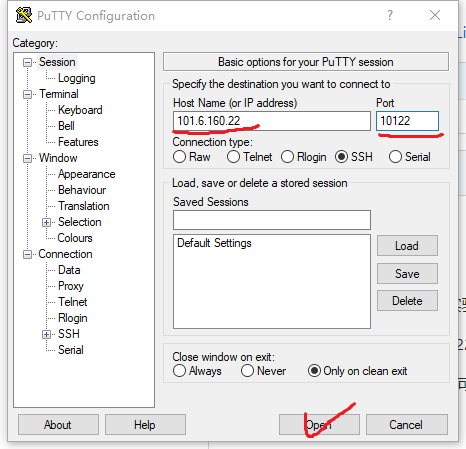 PuTTY Configuration
?
Category:
Session
Logging
Terminal
Keyboard
Bell
Features
Window
Appearance
Behaviour
Translation
Selection
Colours
Connection
Data
Proxy
Telnet
Rlogin
SSH
Serial
Basic options for your PuTTY session
Specify the destination you want to connect to
Host Name (or IP address) Port
101.6.160.22 10122
Connection type:
Raw Telnet Rlogin SSH Serial
Load, save or delete a stored session
Saved Sessions
Default Settings
Load
Save
Delete
Close window on exit:
Always Never Only on clean exit
About Help Open Cancel